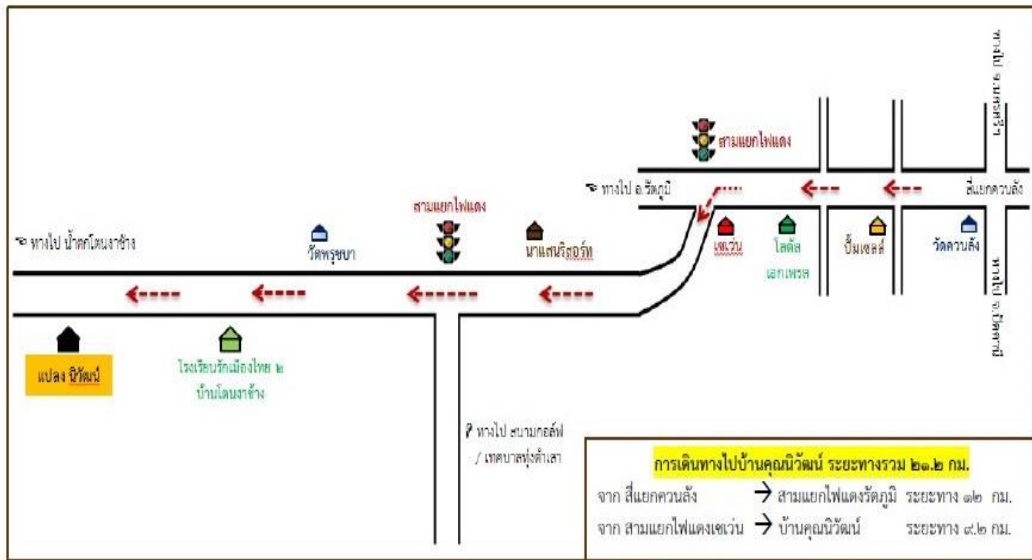 ทางไป จ.นครศรีฯ
สามแยกไฟแดง
ทางไป อ.รัตภูมิ
สี่แยกควนลัง
สามแยกไฟแดง
ทางไป น้ำตกโตนงาช้าง
วัดพรุชบา
นาแสนรีสอร์ท
เซเว่น
โลตัส
เอกเพรส
ปั๊มเชลล์
วัดควนลัง
ทางไป จ.ปัตตานี
แปลง นิวัฒน์
โรงเรียนรักเมืองไทย ๒
บ้านโตนงาช้าง
ทางไป สนามกอล์ฟ
/ เทศบาลทุ่งตำเสา
การเดินทางไปบ้านคุณนิวัฒน์ ระยะทางรวม ๒๑.๒ กม.
จาก สี่แยกควนลัง → สามแยกไฟแดงรัตภูมิ ระยะทาง ๑๒ กม.
จาก สามแยกไฟแดงเซเว่น → บ้านคุณนิวัฒน์ ระยะทาง ๙.๒ กม.